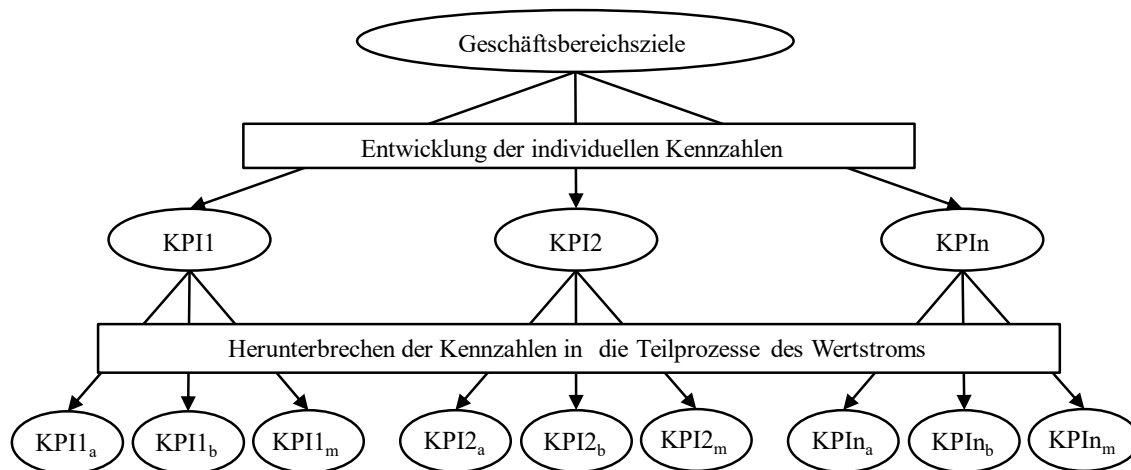 Geschäftsbereichsziele
Entwicklung der individuellen Kennzahlen
KPI1
KPI2
KPIn
Herunterbrechen der Kennzahlen in die Teilprozesse des Wertstroms
KPI1a
KPI1b
KPI1m
KPI2a
KPI2b
KPI2m
KPIna
KPInb
KPInm